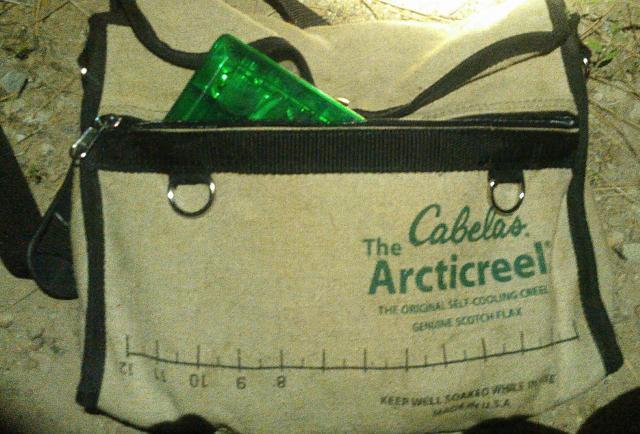 The Cabelas.
Arcticreel
THE ORIGINAL SELF-COOLING CREEL
GENUINE SCOTCH FLAX
12 11 10 9 8
KEEP WELL SOAKED WHILE IN USE
MADE IN U.S.A